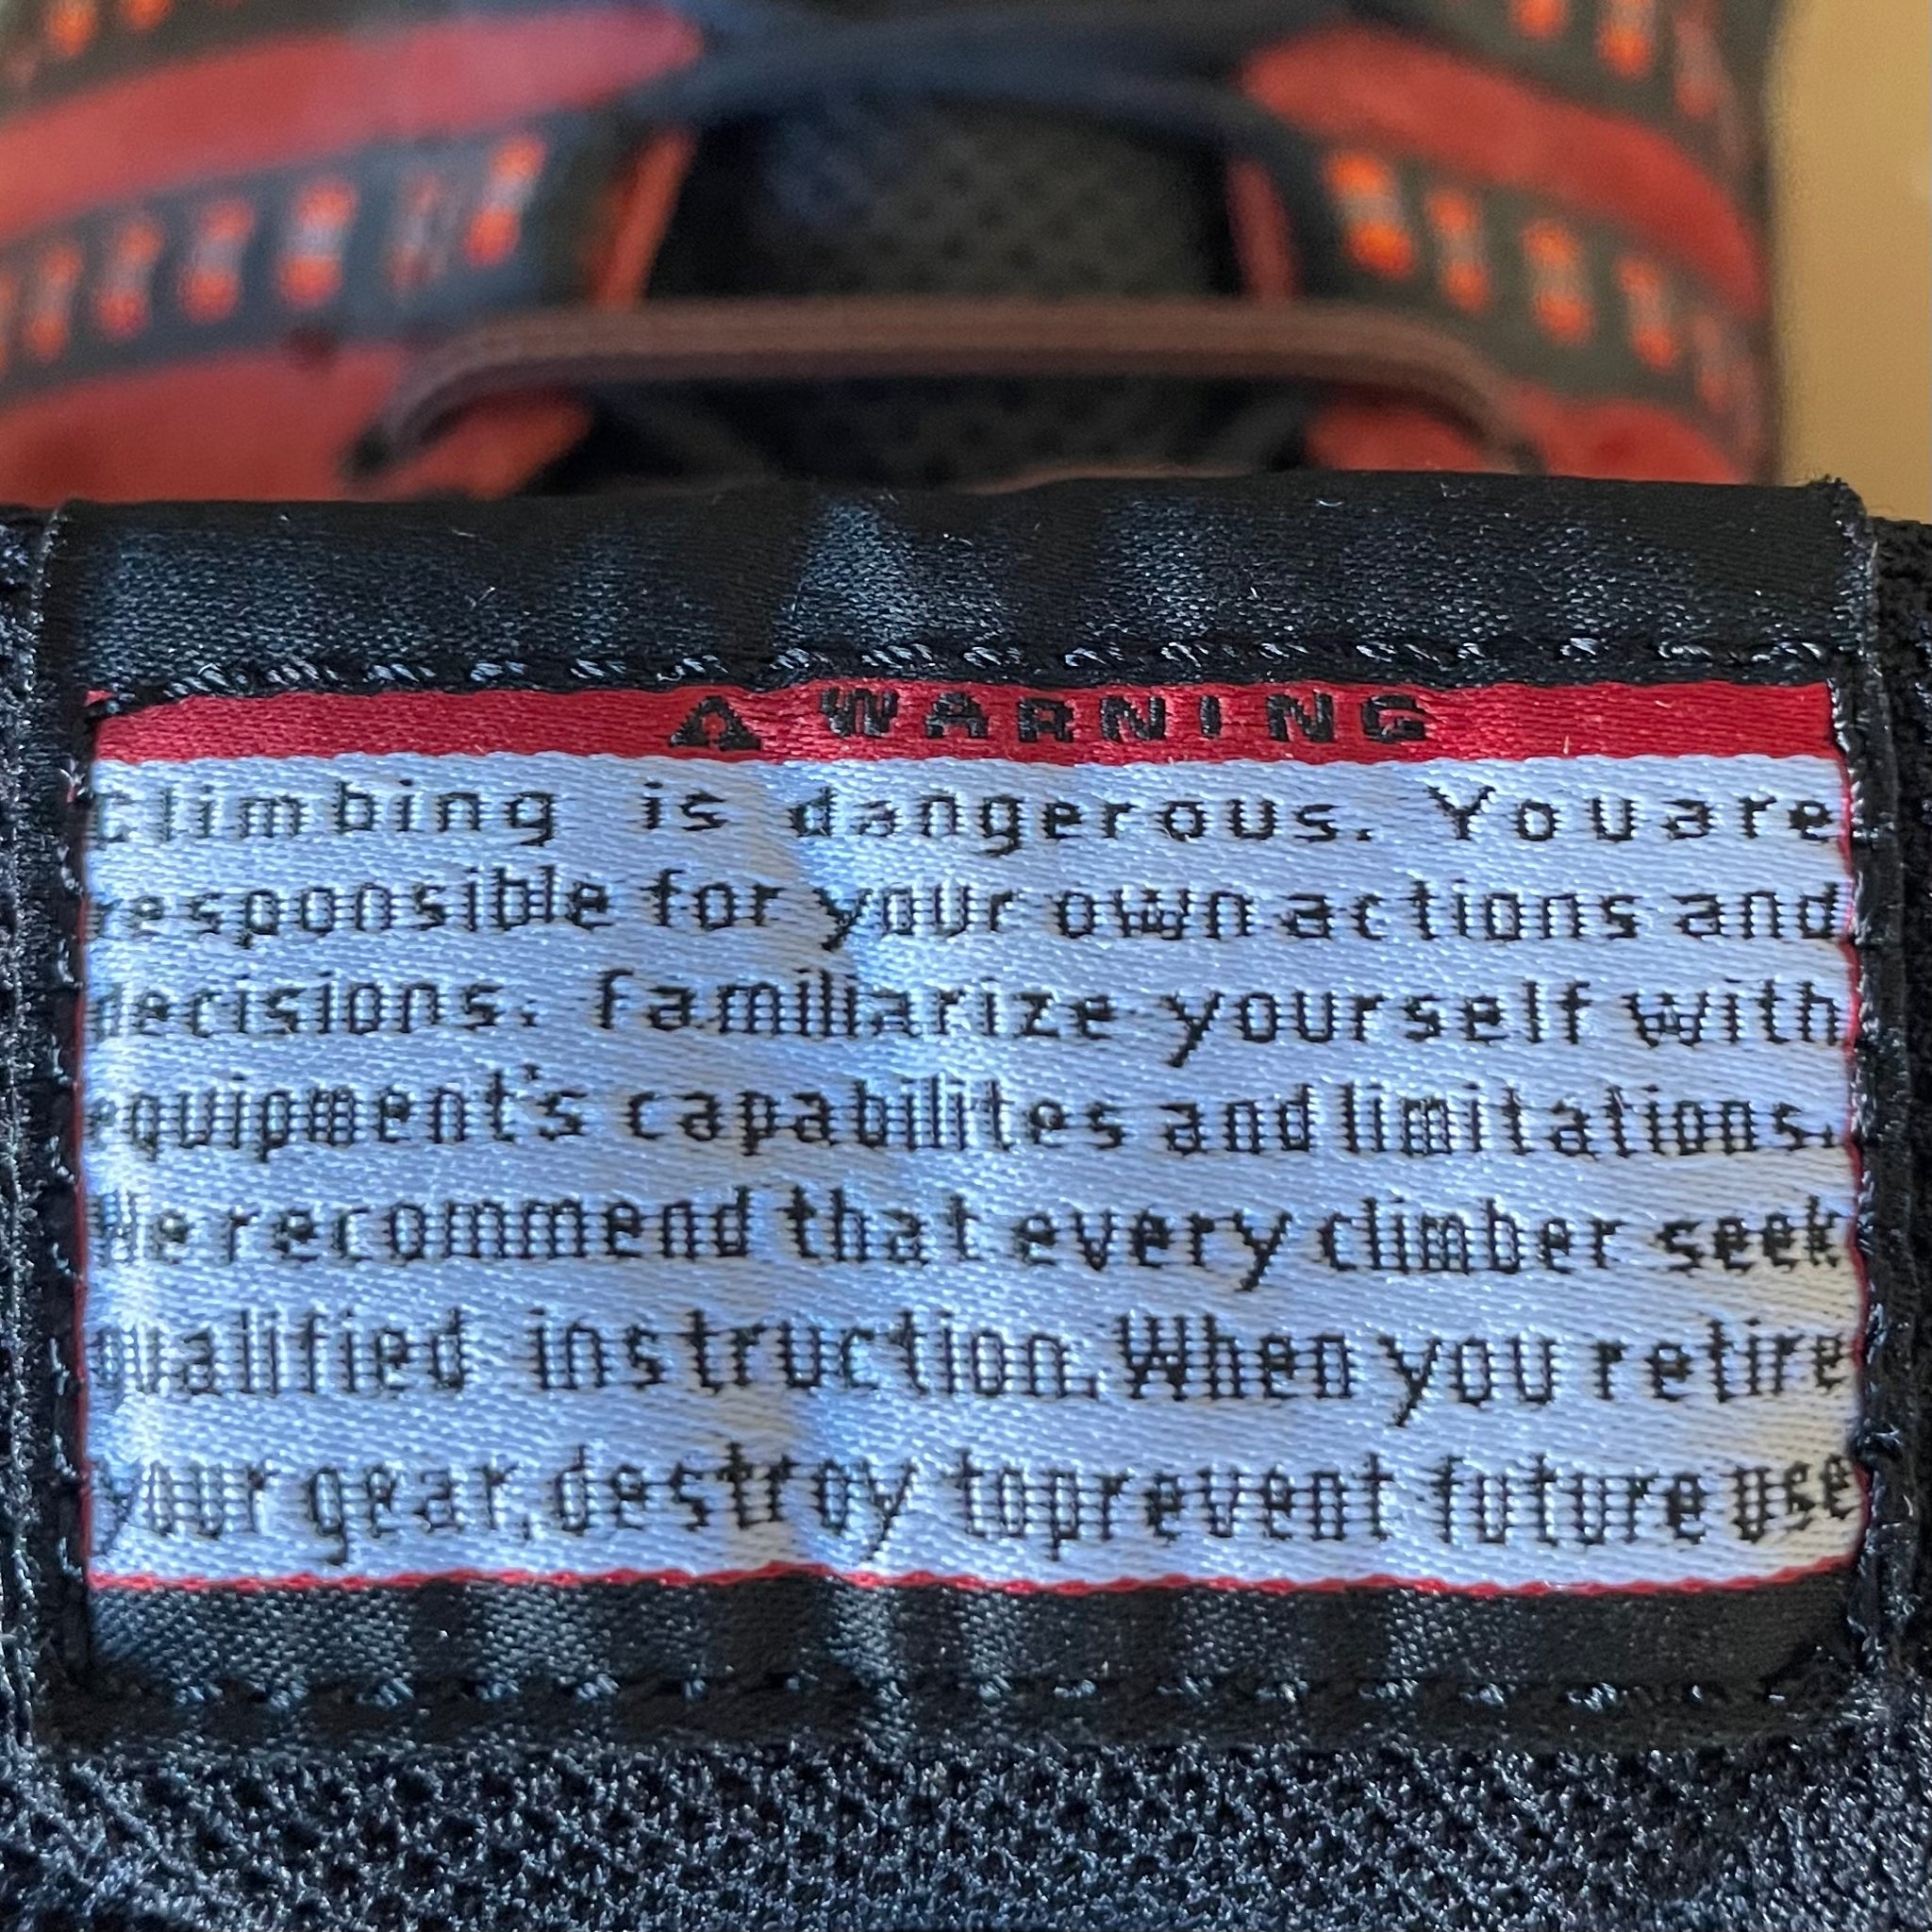 ⚠ WARNING
Climbing is dangerous. You are
responsible for your own actions and
decisions. Familiarize yourself with
equipment's capabilites and limitations.
We recommend that every climber seek
qualified instruction. When you retire
your gear, destroy to prevent future use